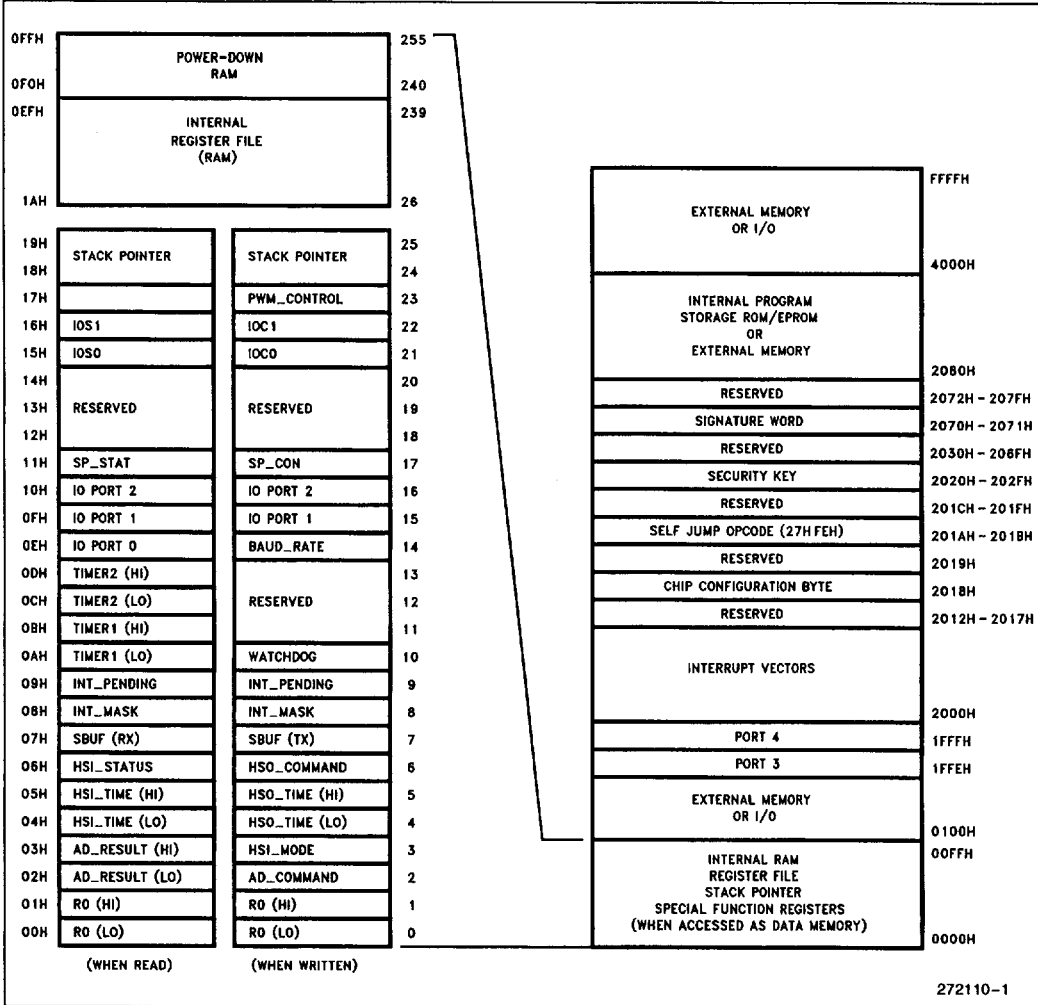 0FFH 255
POWER-DOWN
RAM
0F0H 240
0EFH 239
INTERNAL
REGISTER FILE
(RAM)
1AH 26
19H 25
STACK POINTER STACK POINTER
18H 24
17H PWM_CONTROL 23
16H IOS1 IOC1 22
15H IOS0 IOC0 21
14H 20
13H RESERVED RESERVED 19
12H 18
11H SP_STAT SP_CON 17
10H IO PORT 2 IO PORT 2 16
0FH IO PORT 1 IO PORT 1 15
0EH IO PORT 0 BAUD_RATE 14
0DH TIMER2 (HI) 13
0CH TIMER2 (LO) RESERVED 12
0BH TIMER1 (HI) 11
0AH TIMER1 (LO) WATCHDOG 10
09H INT_PENDING INT_PENDING 9
08H INT_MASK INT_MASK 8
07H SBUF (RX) SBUF (TX) 7
06H HSI_STATUS HSO_COMMAND 6
05H HSI_TIME (HI) HSO_TIME (HI) 5
04H HSI_TIME (LO) HSO_TIME (LO) 4
03H AD_RESULT (HI) HSI_MODE 3
02H AD_RESULT (LO) AD_COMMAND 2
01H R0 (HI) R0 (HI) 1
00H R0 (LO) R0 (LO) 0
(WHEN READ) (WHEN WRITTEN)
FFFFH
EXTERNAL MEMORY
OR I/O
4000H
INTERNAL PROGRAM
STORAGE ROM/EPROM
OR
EXTERNAL MEMORY
2080H
RESERVED 2072H - 207FH
SIGNATURE WORD 2070H - 2071H
RESERVED 2030H - 206FH
SECURITY KEY 2020H - 202FH
RESERVED 201CH - 201FH
SELF JUMP OPCODE (27H FEH) 201AH - 201BH
RESERVED 2019H
CHIP CONFIGURATION BYTE 2018H
RESERVED 2012H - 2017H
INTERRUPT VECTORS
2000H
PORT 4 1FFFH
PORT 3 1FFEH
EXTERNAL MEMORY
OR I/O
0100H
00FFH
INTERNAL RAM
REGISTER FILE
STACK POINTER
SPECIAL FUNCTION REGISTERS
(WHEN ACCESSED AS DATA MEMORY)
0000H
272110-1